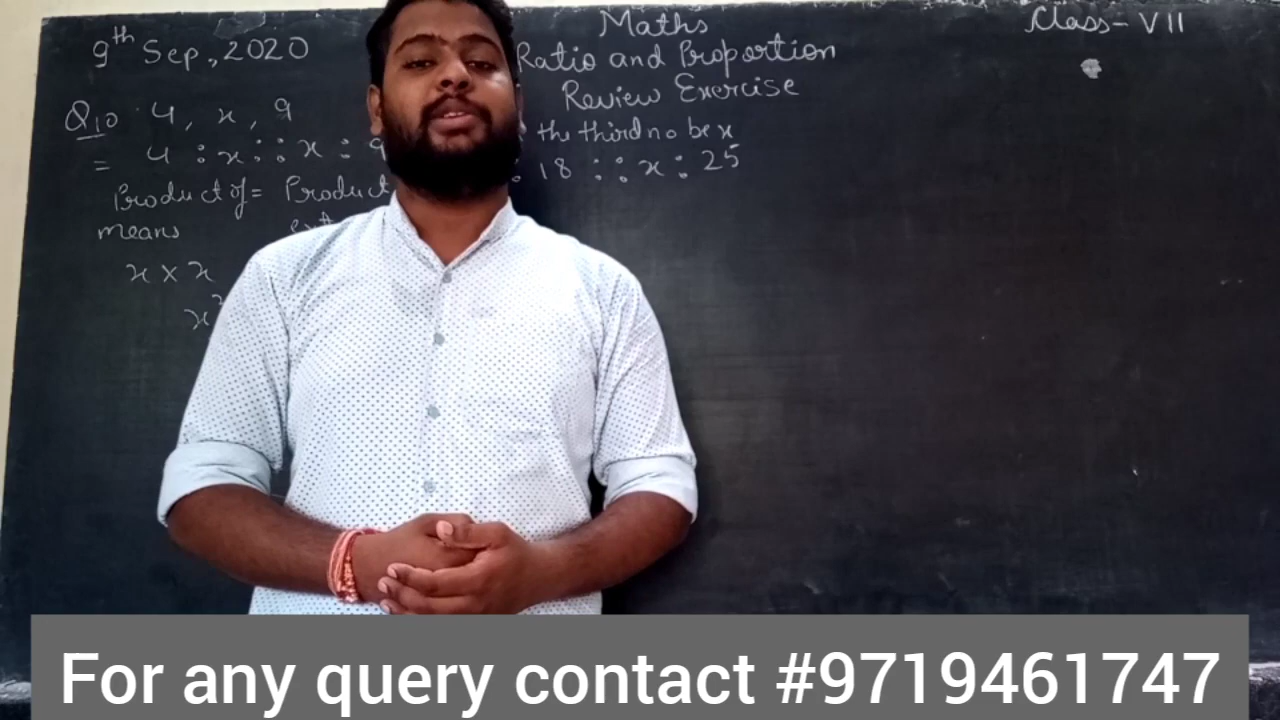 9th Sep., 2020
Maths
Class - VII
Ratio and Proportion
Review Exercise
Q10 4, x, 9
= 4 : x :: x : 9
Product of = Product
means
x × x
x²
the third no be x
: 18 :: x : 25
For any query contact #9719461747